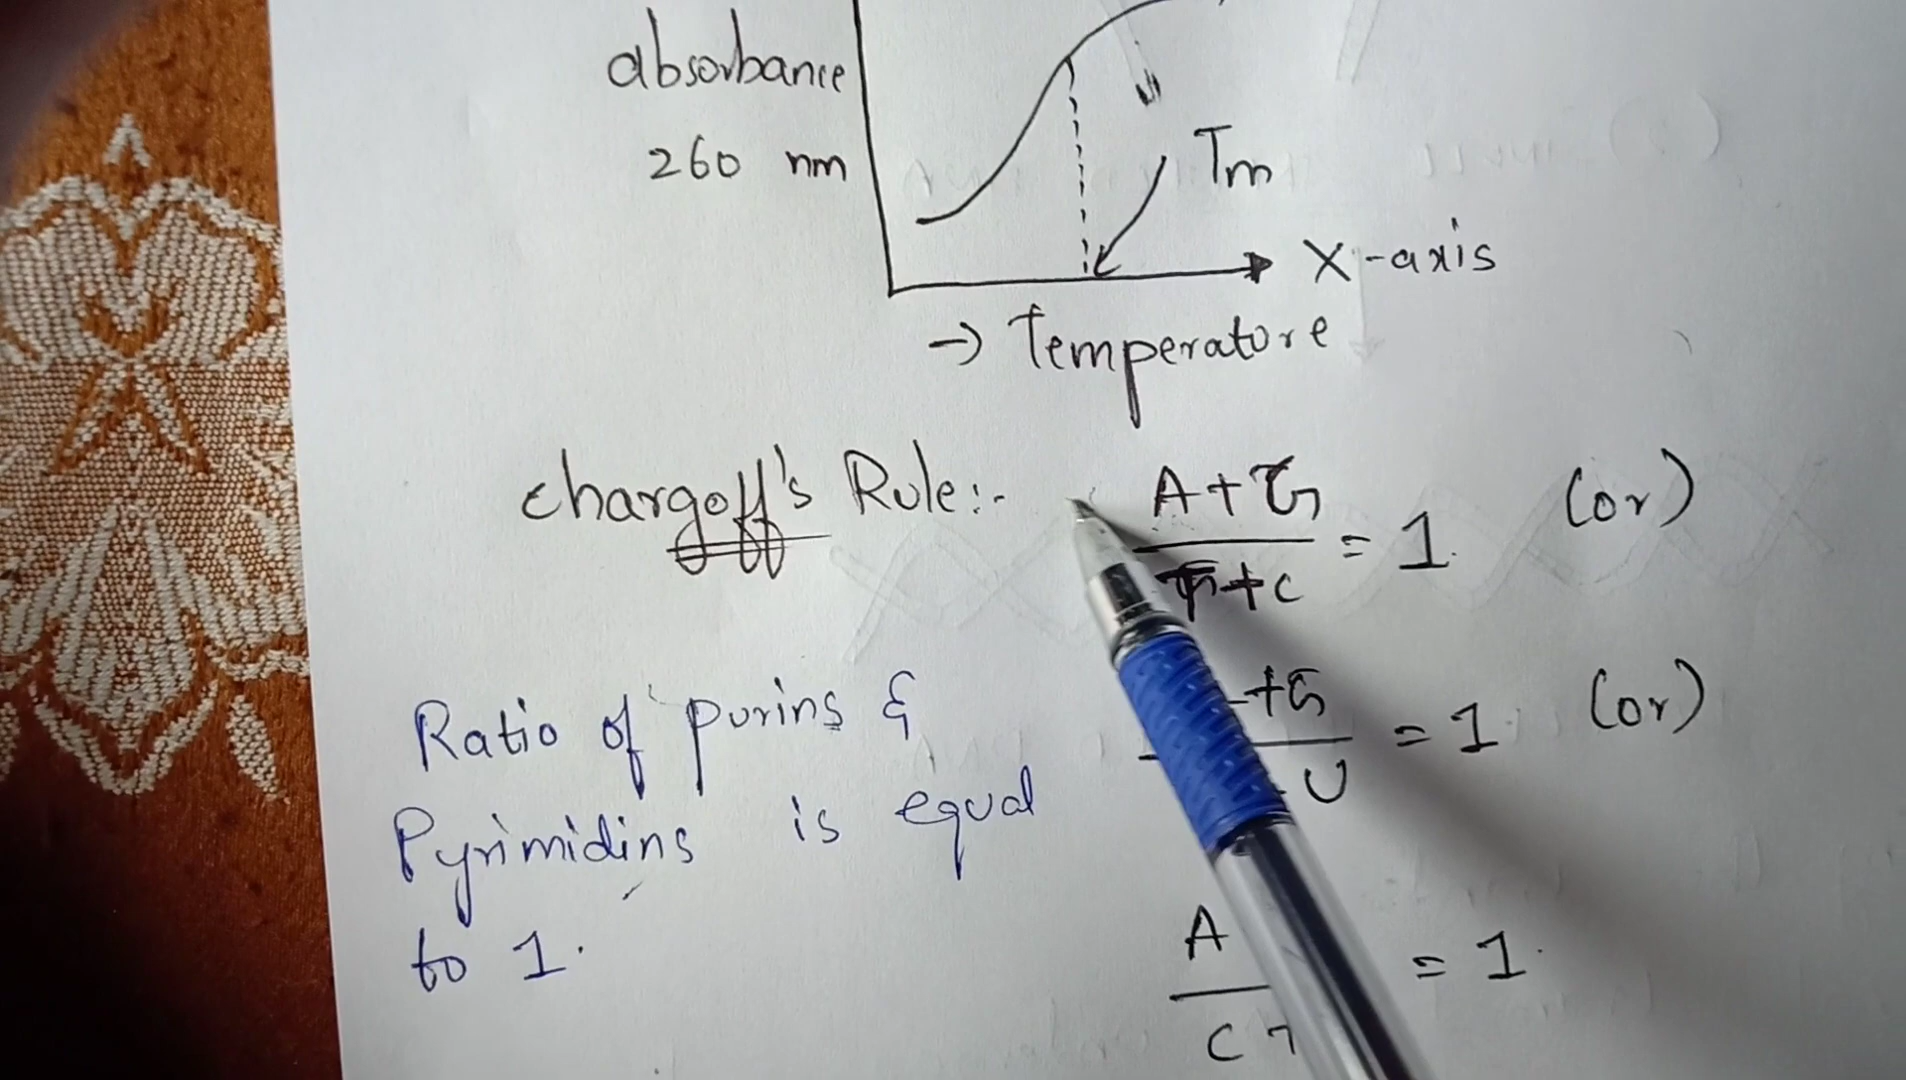 absorbance
260 nm
Tm
X-axis
-> Temperature
Chargoff's Rule:-
A+G
= 1. (or)
+C
Ratio of purins &
+G
= 1 (or)
U
Pyrimidins is equal
A
= 1.
to 1.
C